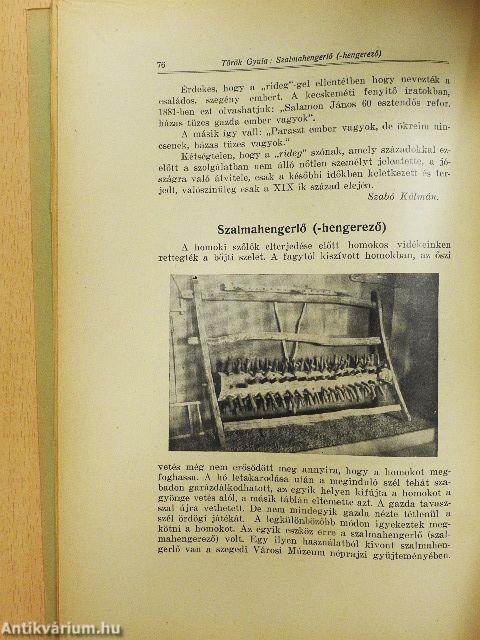 76
Török Gyula: Szalmahengerlő (-hengerező)
Érdekes, hogy a „rideg"-gel ellentétben hogy nevezték a
családos, szegény embert. A kecskeméti fenyítő iratokban,
1881-ben ezt olvashatjuk: „Salamon János 60 esztendős refor.
házas tüzes gazda ember vagyok".
A másik így vall: „Paraszt ember vagyok, de ökreim nin-
csenek, házas tüzes vagyok."
Kétségtelen, hogy a „rideg" szónak, amely századokkal ez-
előtt a szolgálatban nem álló nőtlen személyt jelentette, a jó-
szágra való átvitele, csak a későbbi időkben keletkezett és ter-
jedt, valószínűleg csak a XIX ik század elején.
Szabó Kálmán.
Szalmahengerlő (-hengerező)
A homoki szőlők elterjedése előtt homokos vidékeinken
rettegték a böjti szelet. A fagytól kiszívott homokban, az őszi
vetés még nem erősödött meg annyira, hogy a homokot meg-
foghassa. A hó letakarodása után a meginduló szél tehát sza-
badon garázdálkodhatott, az egyik helyen kifújta a homokot a
gyönge vetés alól, a másik táblán eltemette azt. A gazda tavasz-
szal újra vethetett. De nem mindegyik gazda nézte tétlenül a
szél ördögi játékát. A legkülönbözőbb módon igyekeztek meg-
kötni a homokot. Az egyik eszköz erre a szalmahengerlő (szal-
mahengerező) volt. Egy ilyen használatból kivont szalmahen-
gerlő van a szegedi Városi Múzeum néprajzi gyűjteményében.
Antikvárium.hu